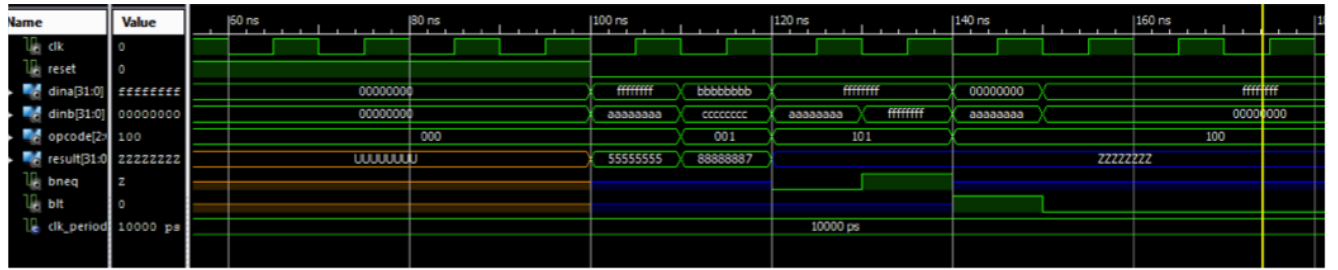 Name Value 60 ns 80 ns 100 ns 120 ns 140 ns 160 ns
clk 0
reset 0
dina[31:0] ffffffff 00000000 ffffffff bbbbbbbb ffffffff 00000000 ffffffff
dinb[31:0] 00000000 00000000 aaaaaaaa cccccccc aaaaaaaa ffffffff aaaaaaaa 00000000
opcode[2: 100 000 001 101 100
result[31:0 ZZZZZZZZ UUUUUUUU 55555555 88888887 ZZZZZZZZ
bneq Z
blt 0
clk_period 10000 ps 10000 ps